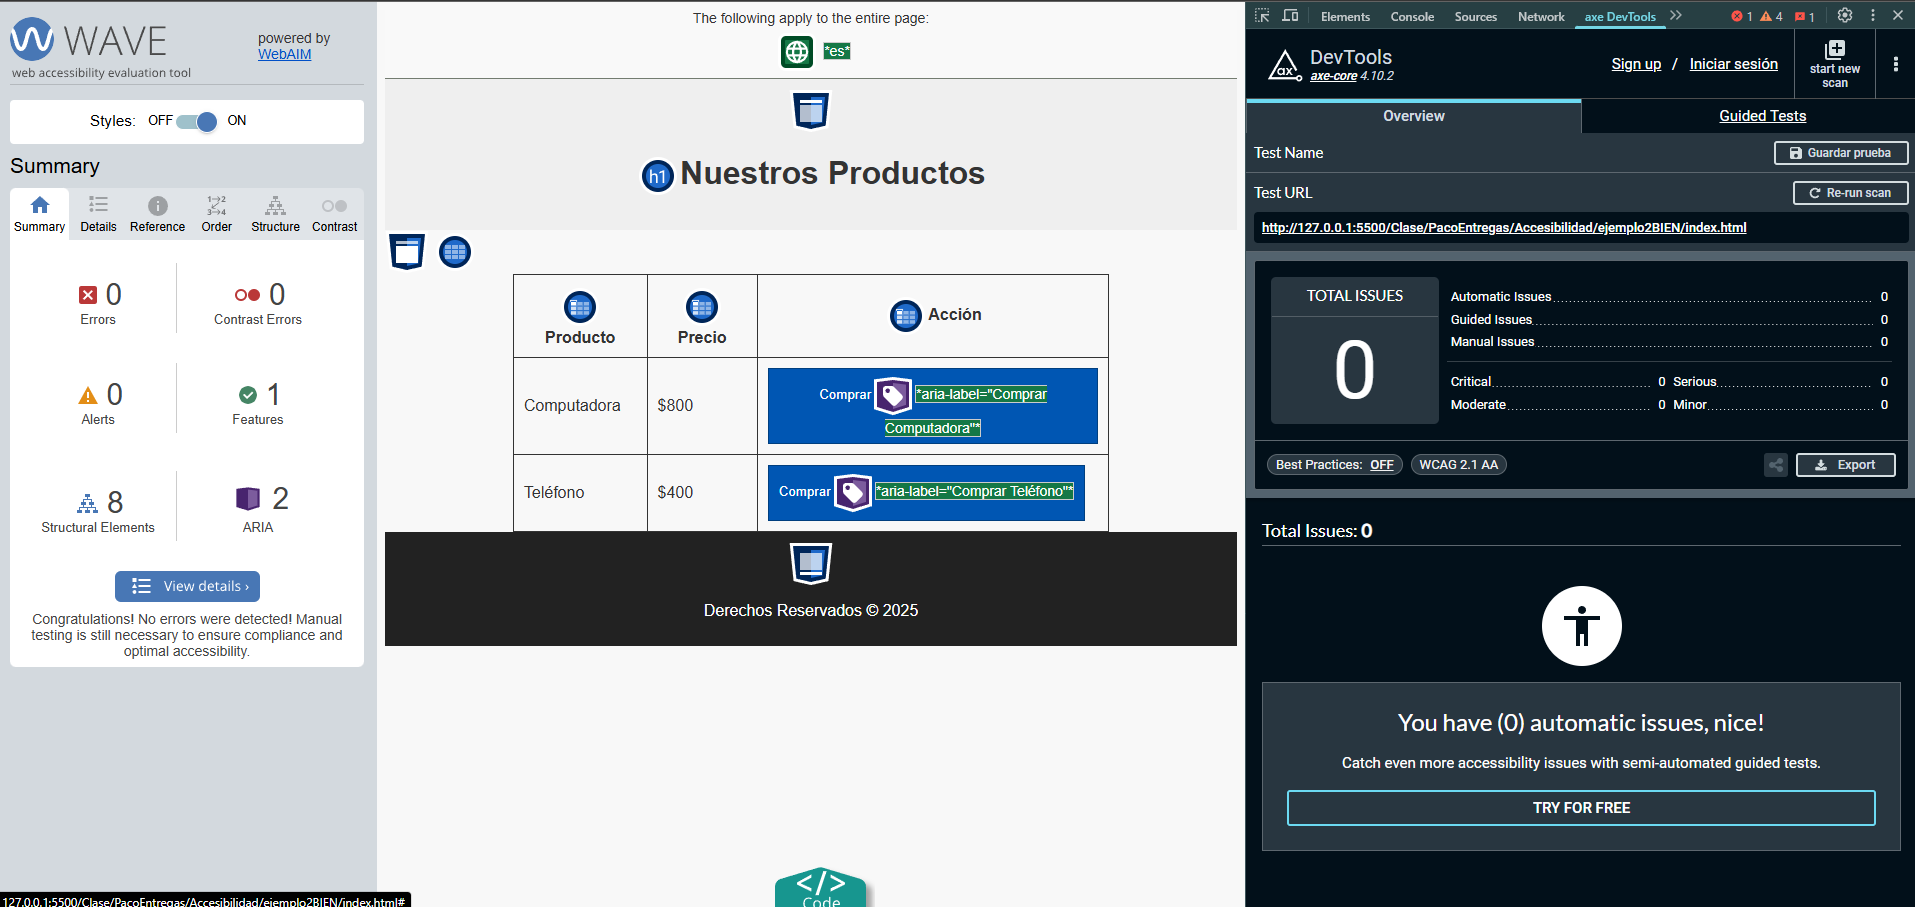 WAVE
powered by
WebAIM
web accessibility evaluation tool
Styles: OFF ON
Summary
Summary Details Reference Order Structure Contrast
0 Errors
0 Contrast Errors
0 Alerts
1 Features
8 Structural Elements
2 ARIA
View details ›
Congratulations! No errors were detected! Manual
testing is still necessary to ensure compliance and
optimal accessibility.
127.0.0.1:5500/Clase/PacoEntregas/Accesibilidad/ejemplo2BIEN/index.html#
The following apply to the entire page:
*es*
h1 Nuestros Productos
Producto Precio Acción
Computadora $800 Comprar *aria-label="Comprar
Computadora"*
Teléfono $400 Comprar *aria-label="Comprar Teléfono"*
Derechos Reservados © 2025
</>
Code
Elements Console Sources Network axe DevTools 1 4 1
ax DevTools
axe-core 4.10.2
Sign up / Iniciar sesión
start new
scan
Overview Guided Tests
Test Name Guardar prueba
Test URL Re-run scan
http://127.0.0.1:5500/Clase/PacoEntregas/Accesibilidad/ejemplo2BIEN/index.html
TOTAL ISSUES
0
Automatic Issues 0
Guided Issues 0
Manual Issues 0
Critical 0 Serious 0
Moderate 0 Minor 0
Best Practices: OFF WCAG 2.1 AA Export
Total Issues: 0
You have (0) automatic issues, nice!
Catch even more accessibility issues with semi-automated guided tests.
TRY FOR FREE